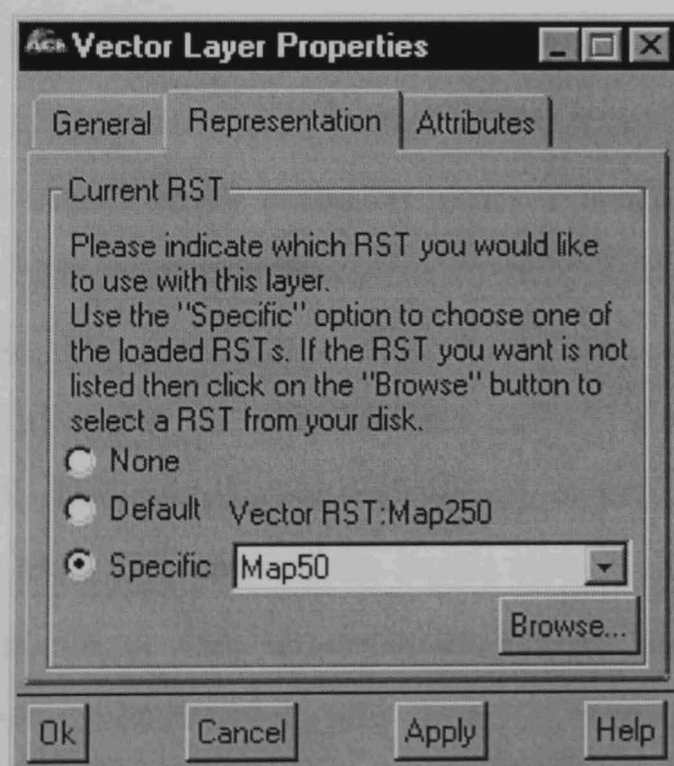 Vector Layer Properties
General Representation Attributes
Current RST
Please indicate which RST you would like
to use with this layer.
Use the "Specific" option to choose one of
the loaded RSTs. If the RST you want is not
listed then click on the "Browse" button to
select a RST from your disk.
None
Default Vector RST:Map250
Specific Map50
Browse...
Ok Cancel Apply Help